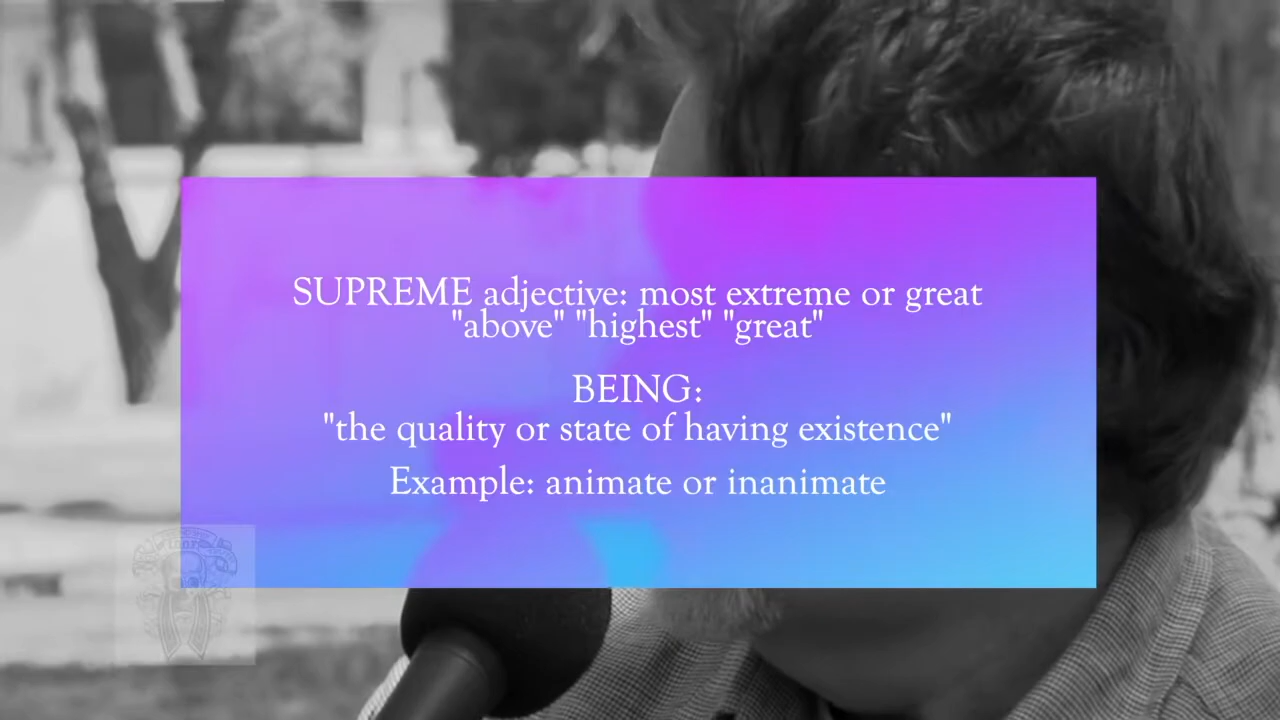 SUPREME adjective: most extreme or great
"above" "highest" "great"
BEING:
"the quality or state of having existence"
Example: animate or inanimate